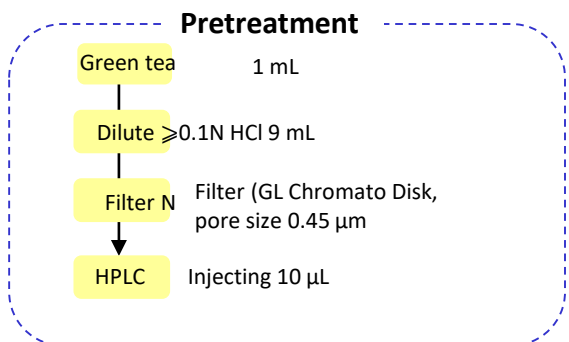 Pretreatment
Green tea 1 mL
Dilute ⩾0.1N HCl 9 mL
Filter N Filter (GL Chromato Disk,
pore size 0.45 µm
HPLC Injecting 10 µL